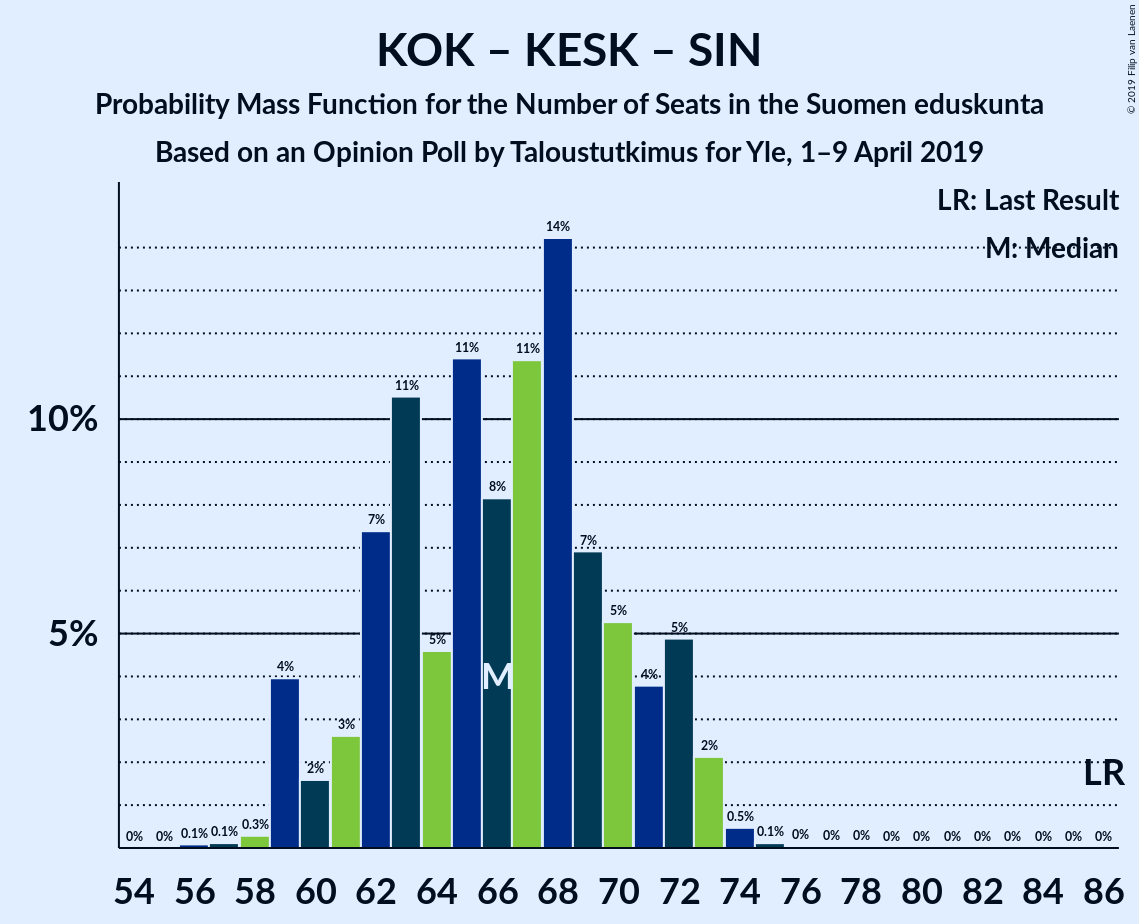 KOK – KESK – SIN
Probability Mass Function for the Number of Seats in the Suomen eduskunta
Based on an Opinion Poll by Taloustutkimus for Yle, 1–9 April 2019
© 2019 Filip van Laenen
LR: Last Result
M: Median
10%
5%
0% 0% 0.1% 0.1% 0.3% 4% 2% 3% 7% 11% 5% 11% 8% 11% 14% 7% 5% 4% 5% 2% 0.5% 0.1% 0% 0% 0% 0% 0% 0% 0% 0% 0% 0% 0%
M
LR
54 56 58 60 62 64 66 68 70 72 74 76 78 80 82 84 86